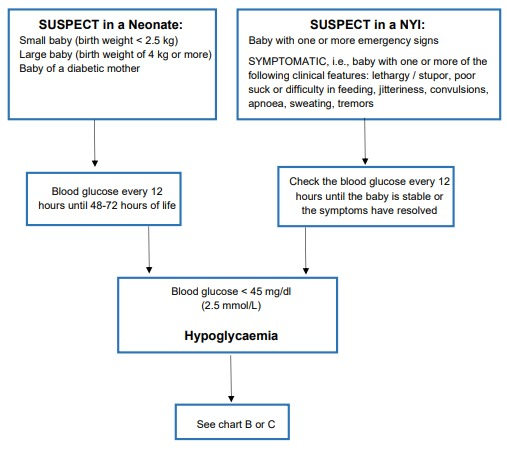 SUSPECT in a Neonate:
Small baby (birth weight < 2.5 kg)
Large baby (birth weight of 4 kg or more)
Baby of a diabetic mother
SUSPECT in a NYI:
Baby with one or more emergency signs
SYMPTOMATIC, i.e., baby with one or more of the
following clinical features: lethargy / stupor, poor
suck or difficulty in feeding, jitteriness, convulsions,
apnoea, sweating, tremors
Blood glucose every 12
hours until 48-72 hours of life
Check the blood glucose every 12
hours until the baby is stable or
the symptoms have resolved
Blood glucose < 45 mg/dl
(2.5 mmol/L)
Hypoglycaemia
See chart B or C